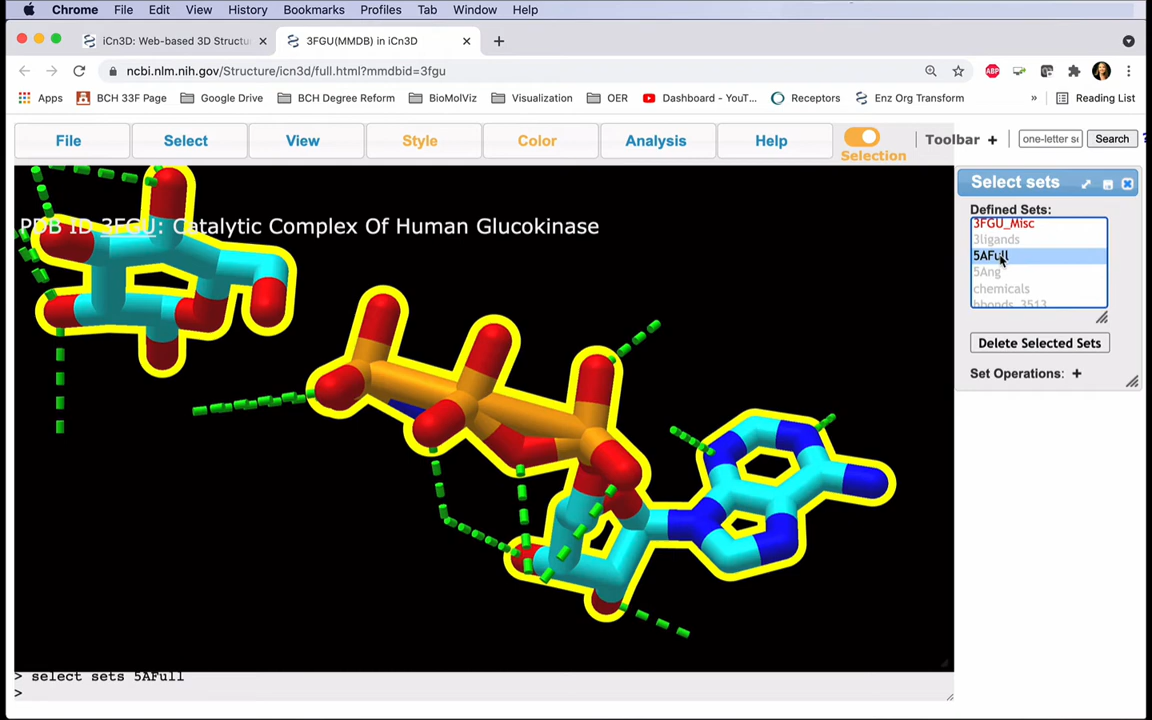 Chrome File Edit View History Bookmarks Profiles Tab Window Help
iCn3D: Web-based 3D Structu
3FGU(MMDB) in iCn3D
ncbi.nlm.nih.gov/Structure/icn3d/full.html?mmdbid=3fgu
ABP
Apps BCH 33F Page Google Drive BCH Degree Reform BioMolViz Visualization OER Dashboard - YouT... Receptors Enz Org Transform » Reading List
File Select View Style Color Analysis Help
Selection
Toolbar +
one-letter se
Search
PDB ID 3FGU: Catalytic Complex Of Human Glucokinase
Select sets
Defined Sets:
3FGU_Misc
3ligands
5AFull
5Ang
chemicals
hbonds_3513
Delete Selected Sets
Set Operations: +
> select sets 5AFull
>